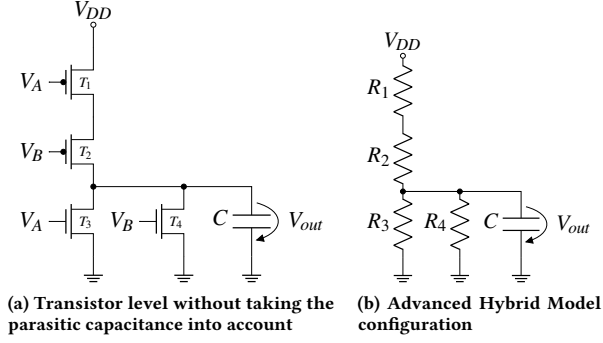 V_DD
V_A T_1
V_B T_2
V_A T_3 V_B T_4 C V_out
V_DD
R_1
R_2
R_3 R_4 C V_out
(a) Transistor level without taking the
parasitic capacitance into account
(b) Advanced Hybrid Model
configuration